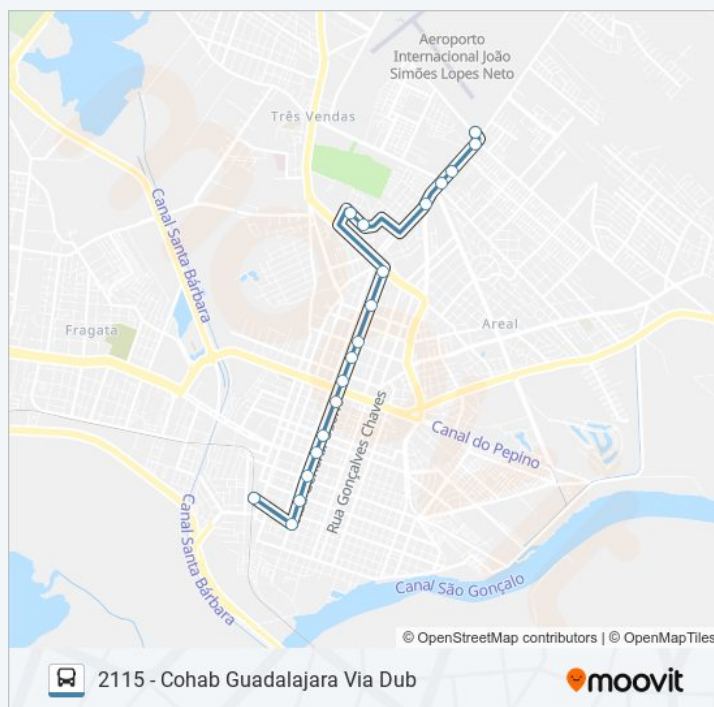 Aeroporto
Internacional João
Simões Lopes Neto
Três Vendas
Canal Santa Bárbara
Fragata
Areal
Rua Gonçalves Chaves
Canal do Pepino
Canal Santa Bárbara
Canal São Gonçalo
© OpenStreetMap contributors | © OpenMapTiles
2115 - Cohab Guadalajara Via Dub
moovit